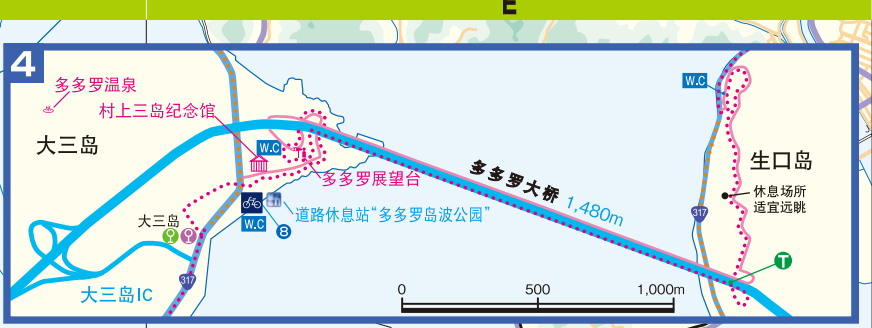 E
4
多多罗温泉
村上三岛纪念馆
大三岛
W.C
多多罗展望台
多多罗大桥 1,480m
W.C
生口岛
休息场所
适宜远眺
317
大三岛
道路休息站“多多罗岛波公园”
W.C
8
T
317
大三岛IC
0 500 1,000m